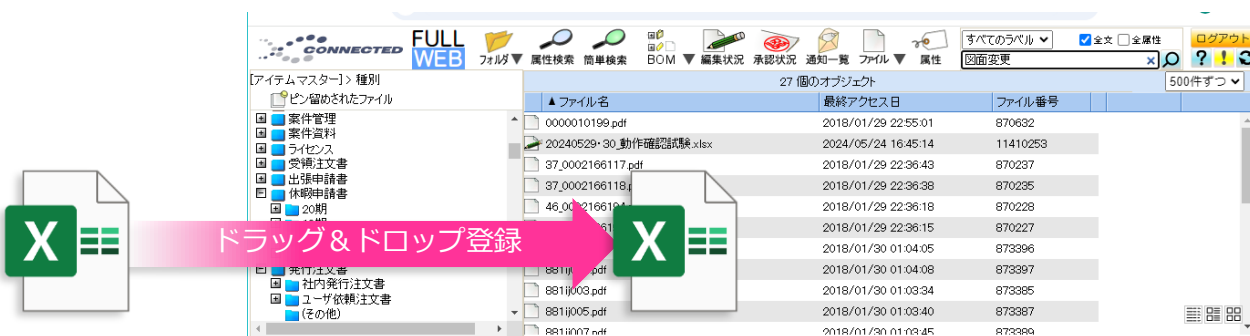 CONNECTED
FULL
WEB
フォルダ▼ 属性検索 簡単検索 BOM ▼ 編集状況 承認状況 通知一覧 ファイル ▼ 属性
すべてのラベル
全文 全属性
ログアウト
図面変更
[アイテムマスター]> 種別
27 個のオブジェクト
500件ずつ
ピン留めされたファイル
▲ファイル名 最終アクセス日 ファイル番号
案件管理
案件資料
ライセンス
受領注文書
出張申請書
休暇申請書
20期
発行注文書
社内発行注文書
ユーザ依頼注文書
(その他)
0000010199.pdf 2018/01/29 22:55:01 870632
20240529・30_動作確認試験.xlsx 2024/05/24 16:45:14 11410253
37_0002166117.pdf 2018/01/29 22:36:43 870237
37_0002166118.p 2018/01/29 22:36:38 870235
46_0002166194 2018/01/29 22:36:18 870228
2018/01/29 22:36:15 870227
2018/01/30 01:04:05 873396
2018/01/30 01:04:08 873397
881ij003.pdf 2018/01/30 01:03:34 873385
881ij005.pdf 2018/01/30 01:03:40 873387
881ij007.pdf 2018/01/30 01:03:45 873389
X
ドラッグ＆ドロップ登録
X